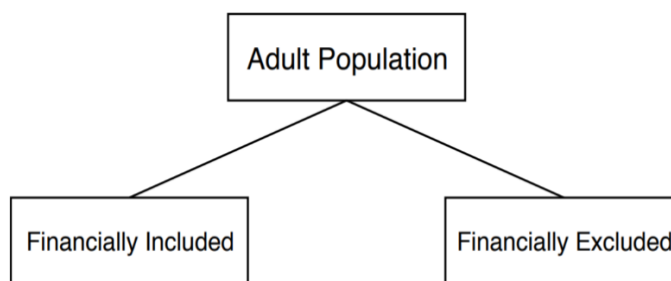 Adult Population
Financially Included
Financially Excluded